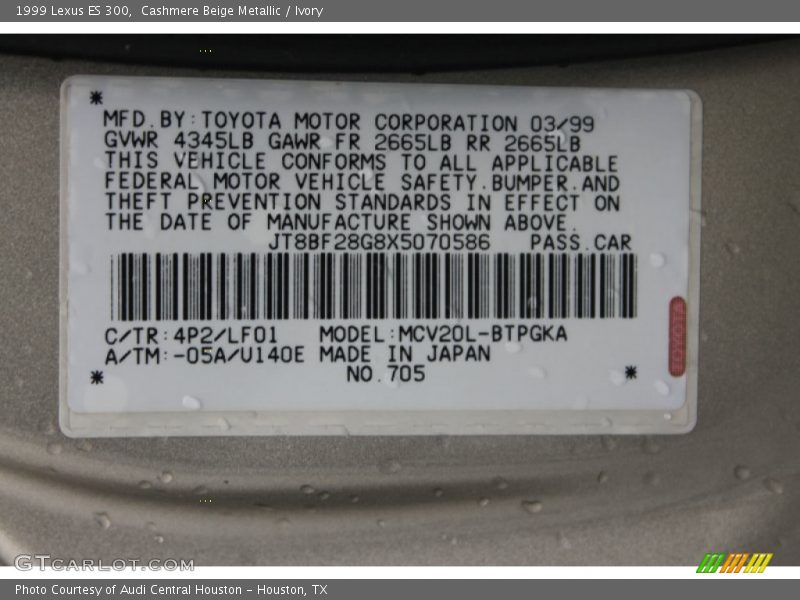 1999 Lexus ES 300,  Cashmere Beige Metallic / Ivory
MFD.BY:TOYOTA MOTOR CORPORATION 03/99
GVWR 4345LB GAWR FR 2665LB RR 2665LB
THIS VEHICLE CONFORMS TO ALL APPLICABLE
FEDERAL MOTOR VEHICLE SAFETY.BUMPER.AND
THEFT PREVENTION STANDARDS IN EFFECT ON
THE DATE OF MANUFACTURE SHOWN ABOVE.
JT8BF28G8X5070586 PASS.CAR
C/TR:4P2/LF01 MODEL:MCV20L-BTPGKA
A/TM:-05A/U140E MADE IN JAPAN
NO.705
TOYOTA
GTCARLOT.COM
Photo Courtesy of Audi Central Houston - Houston, TX